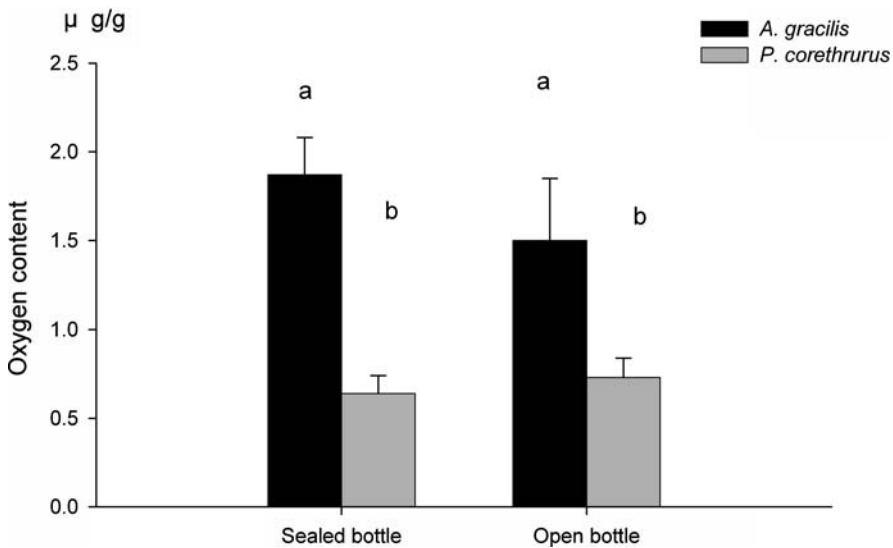 μ g/g
A. gracilis
P. corethrurus
2.5
2.0
1.5
1.0
0.5
0.0
Oxygen content
a
b
a
b
Sealed bottle
Open bottle